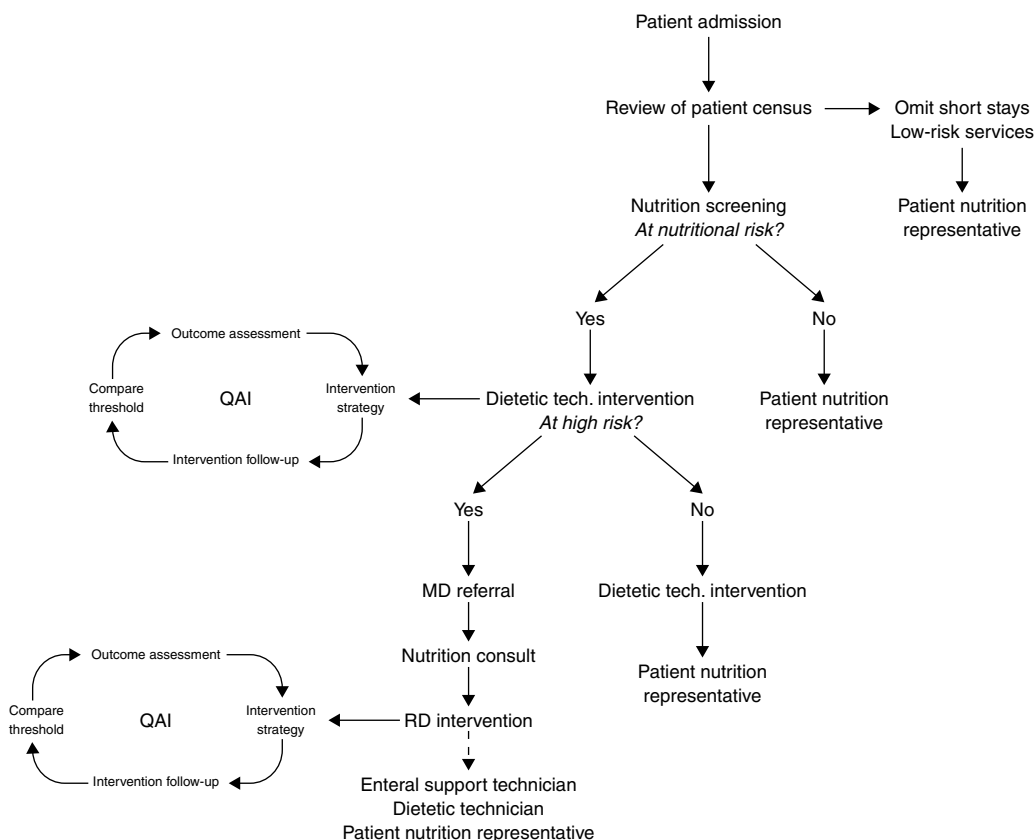 Patient admission
Review of patient census
Omit short stays
Low-risk services
Patient nutrition
representative
Nutrition screening
At nutritional risk?
Yes
No
Patient nutrition
representative
Outcome assessment
Compare
threshold
QAI
Intervention
strategy
Intervention follow-up
Dietetic tech. intervention
At high risk?
Yes
No
MD referral
Dietetic tech. intervention
Nutrition consult
Patient nutrition
representative
Outcome assessment
Compare
threshold
QAI
Intervention
strategy
Intervention follow-up
RD intervention
Enteral support technician
Dietetic technician
Patient nutrition representative